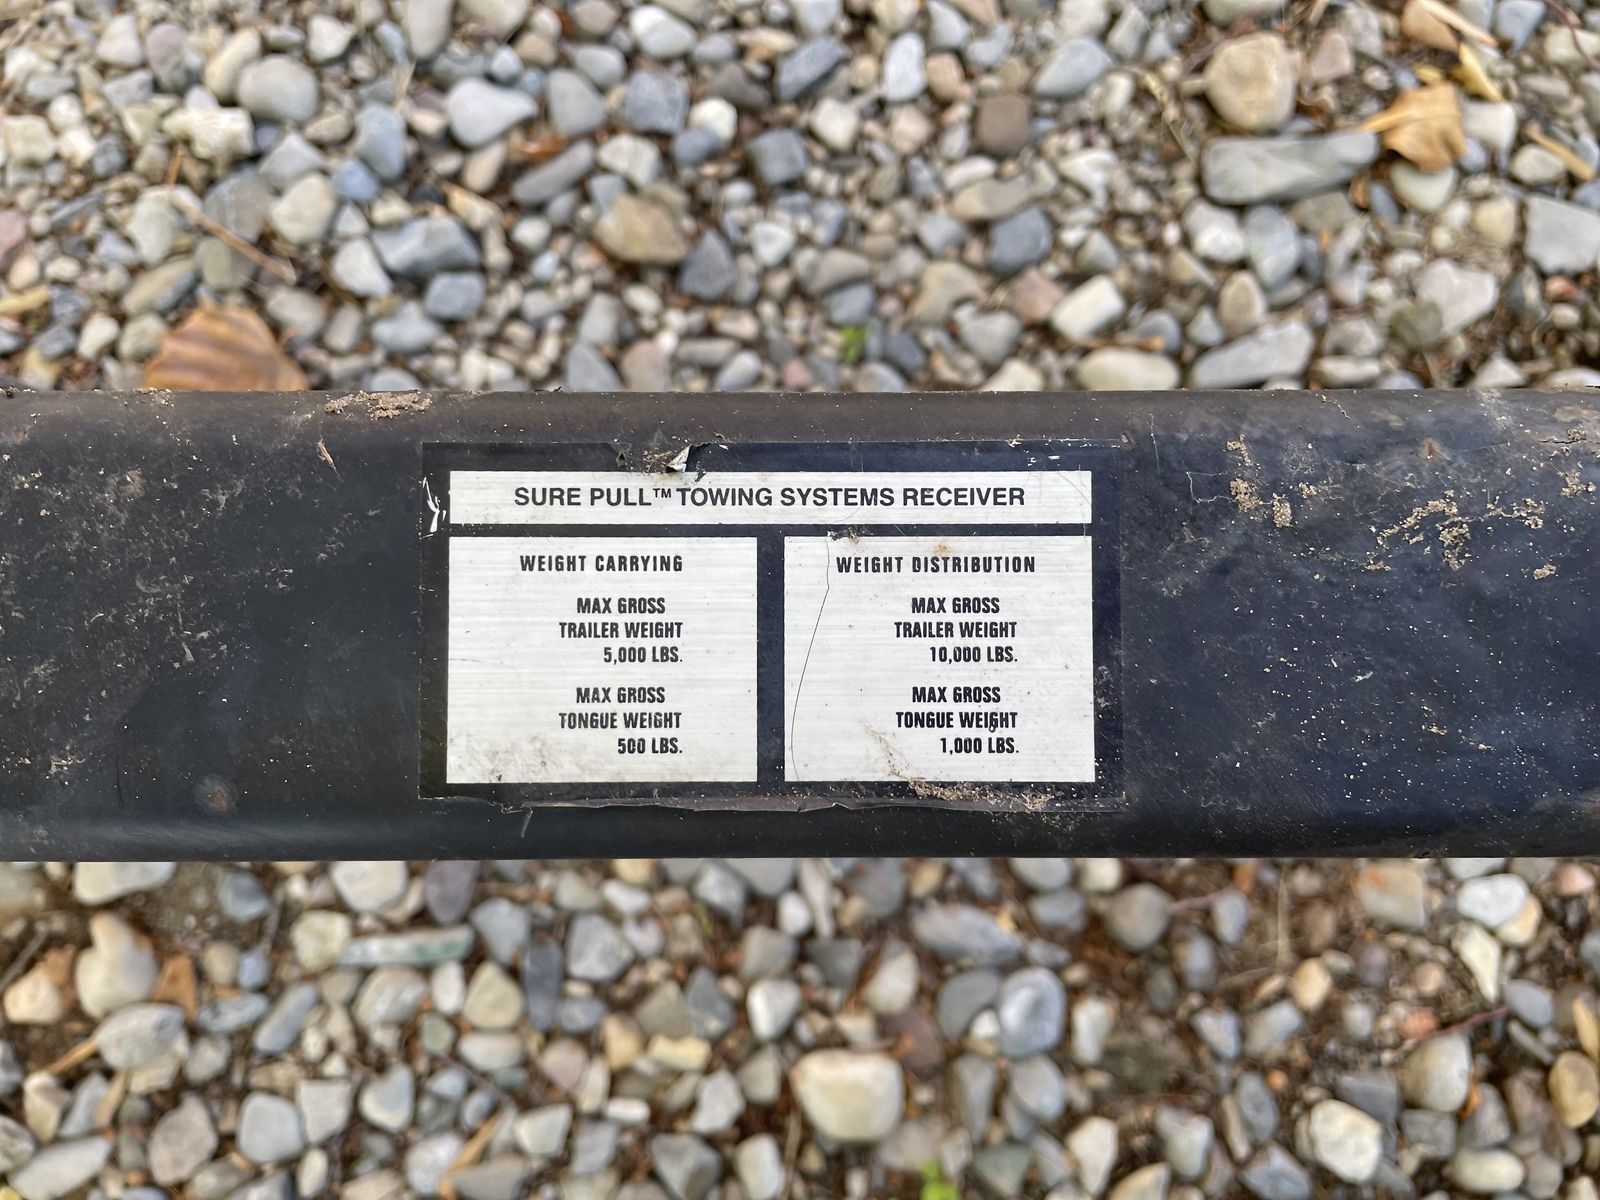 SURE PULL™ TOWING SYSTEMS RECEIVER
WEIGHT CARRYING
MAX GROSS
TRAILER WEIGHT
5,000 LBS.
MAX GROSS
TONGUE WEIGHT
500 LBS.
WEIGHT DISTRIBUTION
MAX GROSS
TRAILER WEIGHT
10,000 LBS.
MAX GROSS
TONGUE WEIGHT
1,000 LBS.